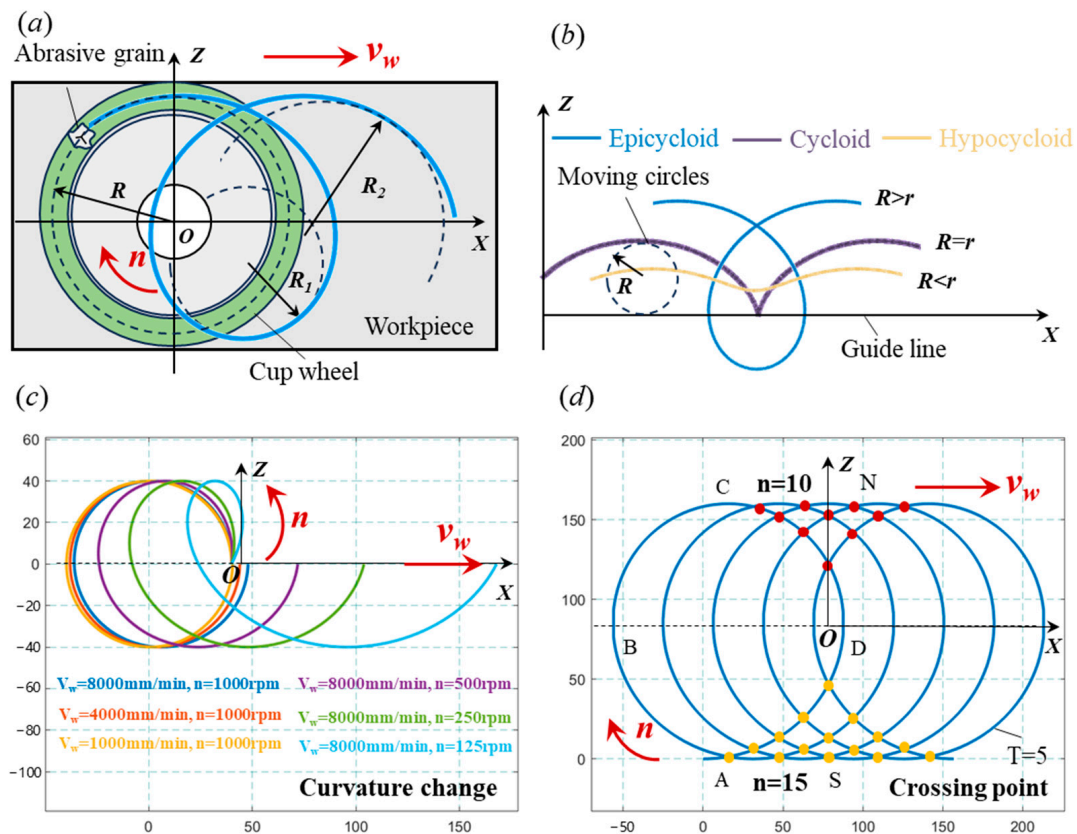 (a)
Z
v_w
Abrasive grain
R
R₂
O
X
n
R₁
Workpiece
Cup wheel
(b)
Z
Epicycloid Cycloid Hypocycloid
Moving circles
R>r
R=r
R<r
R
X
Guide line
(c)
60
40
Z
n
20
v_w
0
O
X
-20
-40
-60
V_w=8000mm/min, n=1000rpm V_w=8000mm/min, n=500rpm
V_w=4000mm/min, n=1000rpm V_w=8000mm/min, n=250rpm
-80
V_w=1000mm/min, n=1000rpm V_w=8000mm/min, n=125rpm
-100
Curvature change
0 50 100 150
(d)
200
Z
C n=10 N
v_w
150
100
O
B D X
50
n
T=5
0
A n=15 S Crossing point
-50 0 50 100 150 200